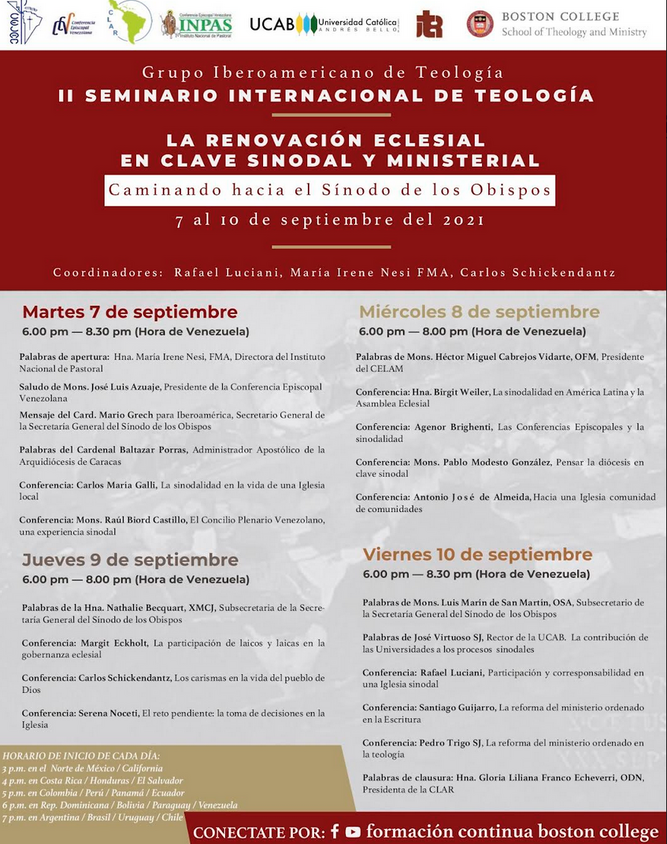 CLAR
Conferencia Episcopal Venezolana
INPAS
Instituto Nacional de Pastoral
UCAB
Universidad Católica
ANDRÉS BELLO
BOSTON COLLEGE
School of Theology and Ministry
Grupo Iberoamericano de Teología
II SEMINARIO INTERNACIONAL DE TEOLOGÍA
LA RENOVACIÓN ECLESIAL
EN CLAVE SINODAL Y MINISTERIAL
Caminando hacia el Sínodo de los Obispos
7 al 10 de septiembre del 2021
Coordinadores: Rafael Luciani, María Irene Nesi FMA, Carlos Schickendantz
Martes 7 de septiembre
6.00 pm — 8.30 pm (Hora de Venezuela)
Palabras de apertura: Hna. María Irene Nesi, FMA, Directora del Instituto
Nacional de Pastoral
Saludo de Mons. José Luis Azuaje, Presidente de la Conferencia Episcopal
Venezolana
Mensaje del Card. Mario Grech para Iberoamérica, Secretario General de
la Secretaría General del Sínodo de los Obispos
Palabras del Cardenal Baltazar Porras, Administrador Apostólico de la
Arquidiócesis de Caracas
Conferencia: Carlos Maria Galli, La sinodalidad en la vida de una Iglesia
local
Conferencia: Mons. Raúl Biord Castillo, El Concilio Plenario Venezolano,
una experiencia sinodal
Miércoles 8 de septiembre
6.00 pm — 8.00 pm (Hora de Venezuela)
Palabras de Mons. Héctor Miguel Cabrejos Vidarte, OFM, Presidente
del CELAM
Conferencia: Hna. Birgit Weiler, La sinodalidad en América Latina y la
Asamblea Eclesial
Conferencia: Agenor Brighenti, Las Conferencias Episcopales y la
sinodalidad
Conferencia: Mons. Pablo Modesto González, Pensar la diócesis en
clave sinodal
Conferencia: Antonio José de Almeida, Hacia una Iglesia comunidad
de comunidades
Jueves 9 de septiembre
6.00 pm — 8.00 pm (Hora de Venezuela)
Palabras de la Hna. Nathalie Becquart, XMCJ, Subsecretaria de la Secre-
taría General del Sínodo de los Obispos
Conferencia: Margit Eckholt, La participación de laicos y laicas en la
gobernanza eclesial
Conferencia: Carlos Schickendantz, Los carismas en la vida del pueblo de
Dios
Conferencia: Serena Noceti, El reto pendiente: la toma de decisiones en la
Iglesia
Viernes 10 de septiembre
6.00 pm — 8.30 pm (Hora de Venezuela)
Palabras de Mons. Luis Marin de San Martín, OSA, Subsecretario de
la Secretaría General del Sínodo de los Obispos
Palabras de José Virtuoso SJ, Rector de la UCAB. La contribución de
las Universidades a los procesos sinodales
Conferencia: Rafael Luciani, Participación y corresponsabilidad en
una Iglesia sinodal
Conferencia: Santiago Guijarro, La reforma del ministerio ordenado
en la Escritura
Conferencia: Pedro Trigo SJ, La reforma del ministerio ordenado en
la teología
Palabras de clausura: Hna. Gloria Liliana Franco Echeverri, ODN,
Presidenta de la CLAR
HORARIO DE INICIO DE CADA DÍA:
3 p.m. en el Norte de México / California
4 p.m. en Costa Rica / Honduras / El Salvador
5 p.m. en Colombia / Perú / Panamá / Ecuador
6 p.m. en Rep. Dominicana / Bolivia / Paraguay / Venezuela
7 p.m. en Argentina / Brasil / Uruguay / Chile
CONECTATE POR: formación continua boston college